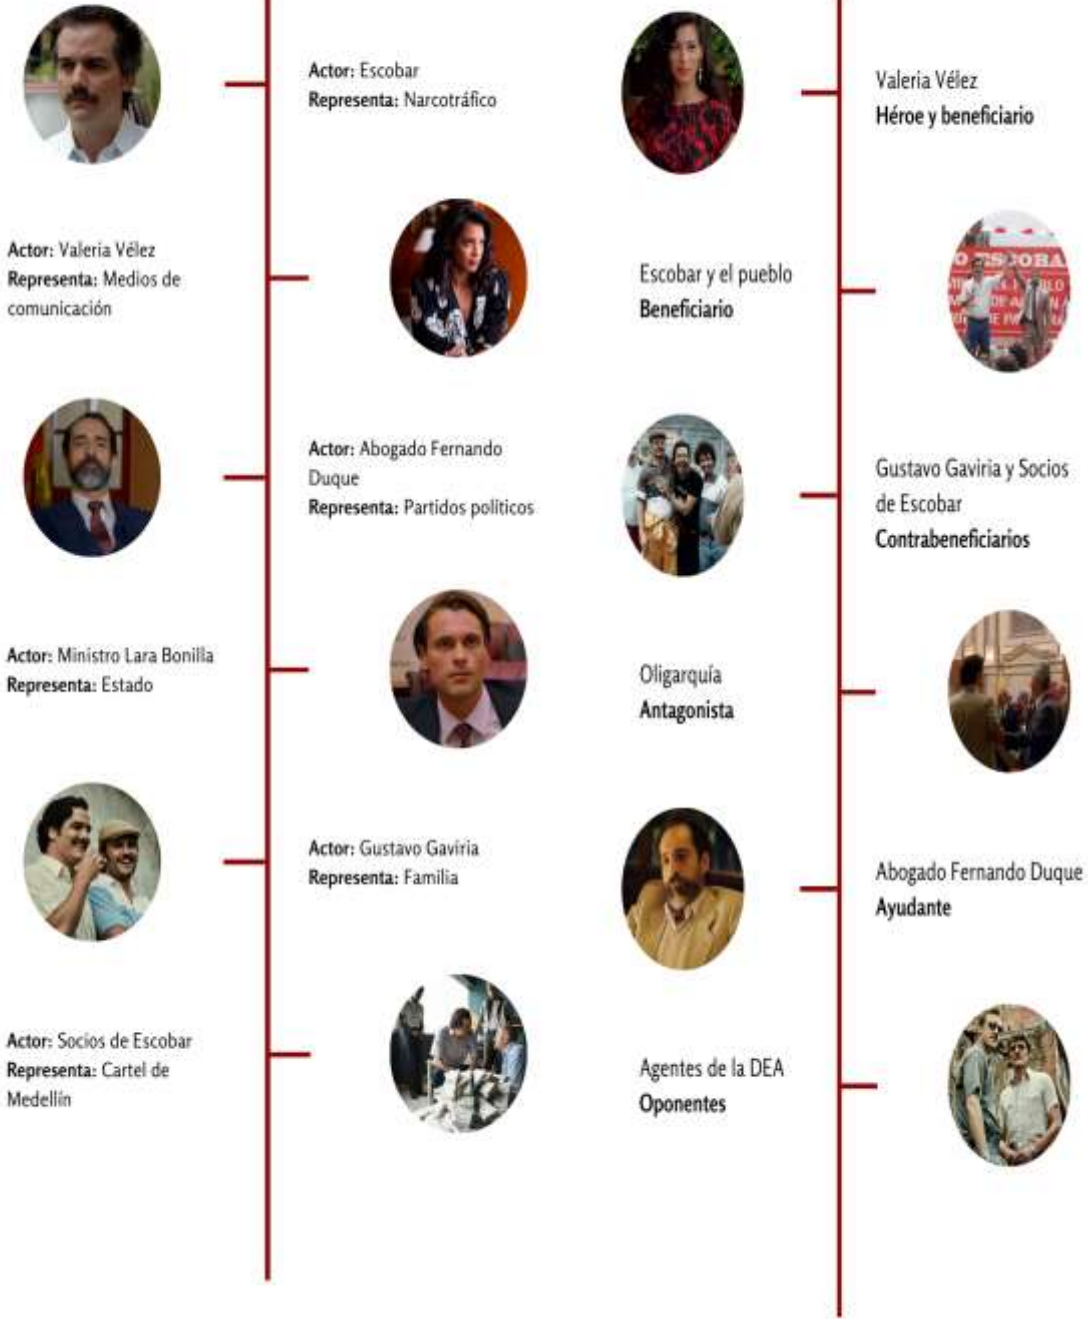 Actor: Escobar
Representa: Narcotráfico
Actor: Valeria Vélez
Representa: Medios de
comunicación
Actor: Abogado Fernando
Duque
Representa: Partidos políticos
Actor: Ministro Lara Bonilla
Representa: Estado
Actor: Gustavo Gaviria
Representa: Familia
Actor: Socios de Escobar
Representa: Cartel de
Medellín
Valeria Vélez
Héroe y beneficiario
Escobar y el pueblo
Beneficiario
O ESCOBA
Gustavo Gaviria y Socios
de Escobar
Contrabeneficiarios
Oligarquía
Antagonista
Abogado Fernando Duque
Ayudante
Agentes de la DEA
Oponentes